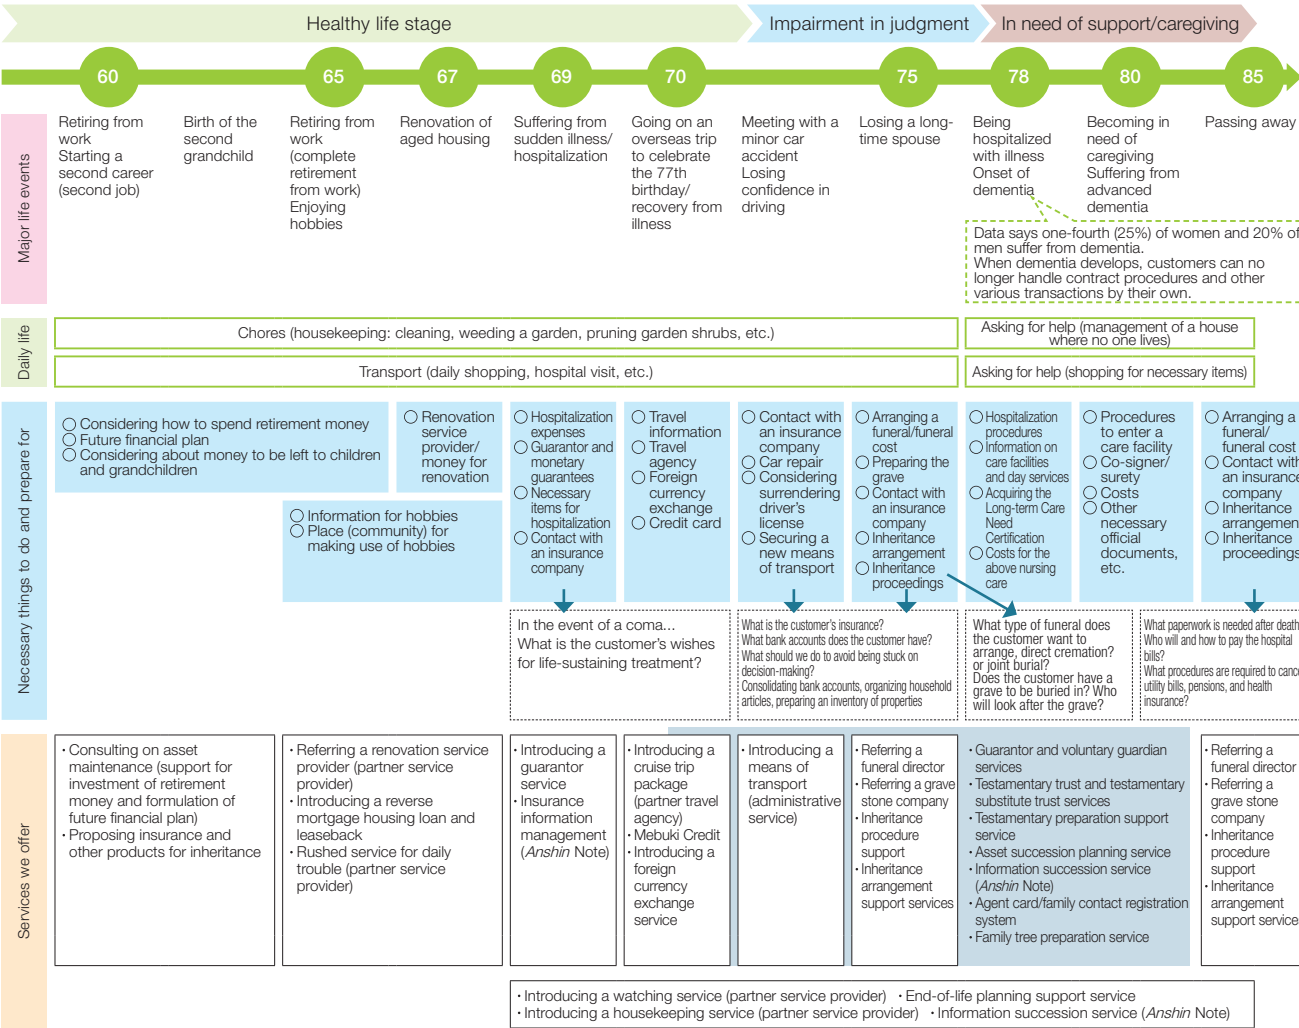 Healthy life stage
Impairment in judgment
In need of support/caregiving
60
65
67
69
70
75
78
80
85
Major life events
Retiring from
work
Starting a
second career
(second job)
Birth of the
second
grandchild
Retiring from
work
(complete
retirement
from work)
Enjoying
hobbies
Renovation of
aged housing
Suffering from
sudden illness/
hospitalization
Going on an
overseas trip
to celebrate
the 77th
birthday/
recovery from
illness
Meeting with a
minor car
accident
Losing
confidence in
driving
Losing a long-
time spouse
Being
hospitalized
with illness
Onset of
dementia
Becoming in
need of
caregiving
Suffering from
advanced
dementia
Passing away
Data says one-fourth (25%) of women and 20% of
men suffer from dementia.
When dementia develops, customers can no
longer handle contract procedures and other
various transactions by their own.
Daily life
Chores (housekeeping: cleaning, weeding a garden, pruning garden shrubs, etc.)
Asking for help (management of a house
where no one lives)
Transport (daily shopping, hospital visit, etc.)
Asking for help (shopping for necessary items)
Necessary things to do and prepare for
○ Considering how to spend retirement money
○ Future financial plan
○ Considering about money to be left to children
and grandchildren
○ Information for hobbies
○ Place (community) for
making use of hobbies
○ Renovation
service
provider/
money for
renovation
○ Hospitalization
expenses
○ Guarantor and
monetary
guarantees
○ Necessary
items for
hospitalization
○ Contact with
an insurance
company
○ Travel
information
○ Travel
agency
○ Foreign
currency
exchange
○ Credit card
○ Contact with
an insurance
company
○ Car repair
○ Considering
surrendering
driver's
license
○ Securing a
new means
of transport
○ Arranging a
funeral/funeral
cost
○ Preparing the
grave
○ Contact with
an insurance
company
○ Inheritance
arrangement
○ Inheritance
proceedings
○ Hospitalization
procedures
○ Information on
care facilities
and day services
○ Acquiring the
Long-term Care
Need
Certification
○ Costs for the
above nursing
care
○ Procedures
to enter a
care facility
○ Co-signer/
surety
○ Costs
○ Other
necessary
official
documents,
etc.
○ Arranging a
funeral/
funeral cost
○ Contact with
an insurance
company
○ Inheritance
arrangemen
○ Inheritance
proceedings
In the event of a coma...
What is the customer's wishes
for life-sustaining treatment?
What is the customer's insurance?
What bank accounts does the customer have?
What should we do to avoid being stuck on
decision-making?
Consolidating bank accounts, organizing household
articles, preparing an inventory of properties
What type of funeral does
the customer want to
arrange, direct cremation?
or joint burial?
Does the customer have a
grave to be buried in? Who
will look after the grave?
What paperwork is needed after death
Who will and how to pay the hospital
bills?
What procedures are required to cance
utility bills, pensions, and health
insurance?
Services we offer
・Consulting on asset
maintenance (support for
investment of retirement
money and formulation of
future financial plan)
・Proposing insurance and
other products for inheritance
・Referring a renovation service
provider (partner service
provider)
・Introducing a reverse
mortgage housing loan and
leaseback
・Rushed service for daily
trouble (partner service
provider)
・Introducing a
guarantor
service
・Insurance
information
management
(Anshin Note)
・Introducing a
cruise trip
package
(partner travel
agency)
・Mebuki Credit
・Introducing a
foreign
currency
exchange
service
・Introducing a
means of
transport
(administrative
service)
・Referring a
funeral director
・Referring a grave
stone company
・Inheritance
procedure
support
・Inheritance
arrangement
support services
・Guarantor and voluntary guardian
services
・Testamentary trust and testamentary
substitute trust services
・Testamentary preparation support
service
・Asset succession planning service
・Information succession service
(Anshin Note)
・Agent card/family contact registration
system
・Family tree preparation service
・Referring a
funeral director
・Referring a
grave stone
company
・Inheritance
procedure
support
・Inheritance
arrangement
support service
・Introducing a watching service (partner service provider) ・End-of-life planning support service
・Introducing a housekeeping service (partner service provider) ・Information succession service (Anshin Note)